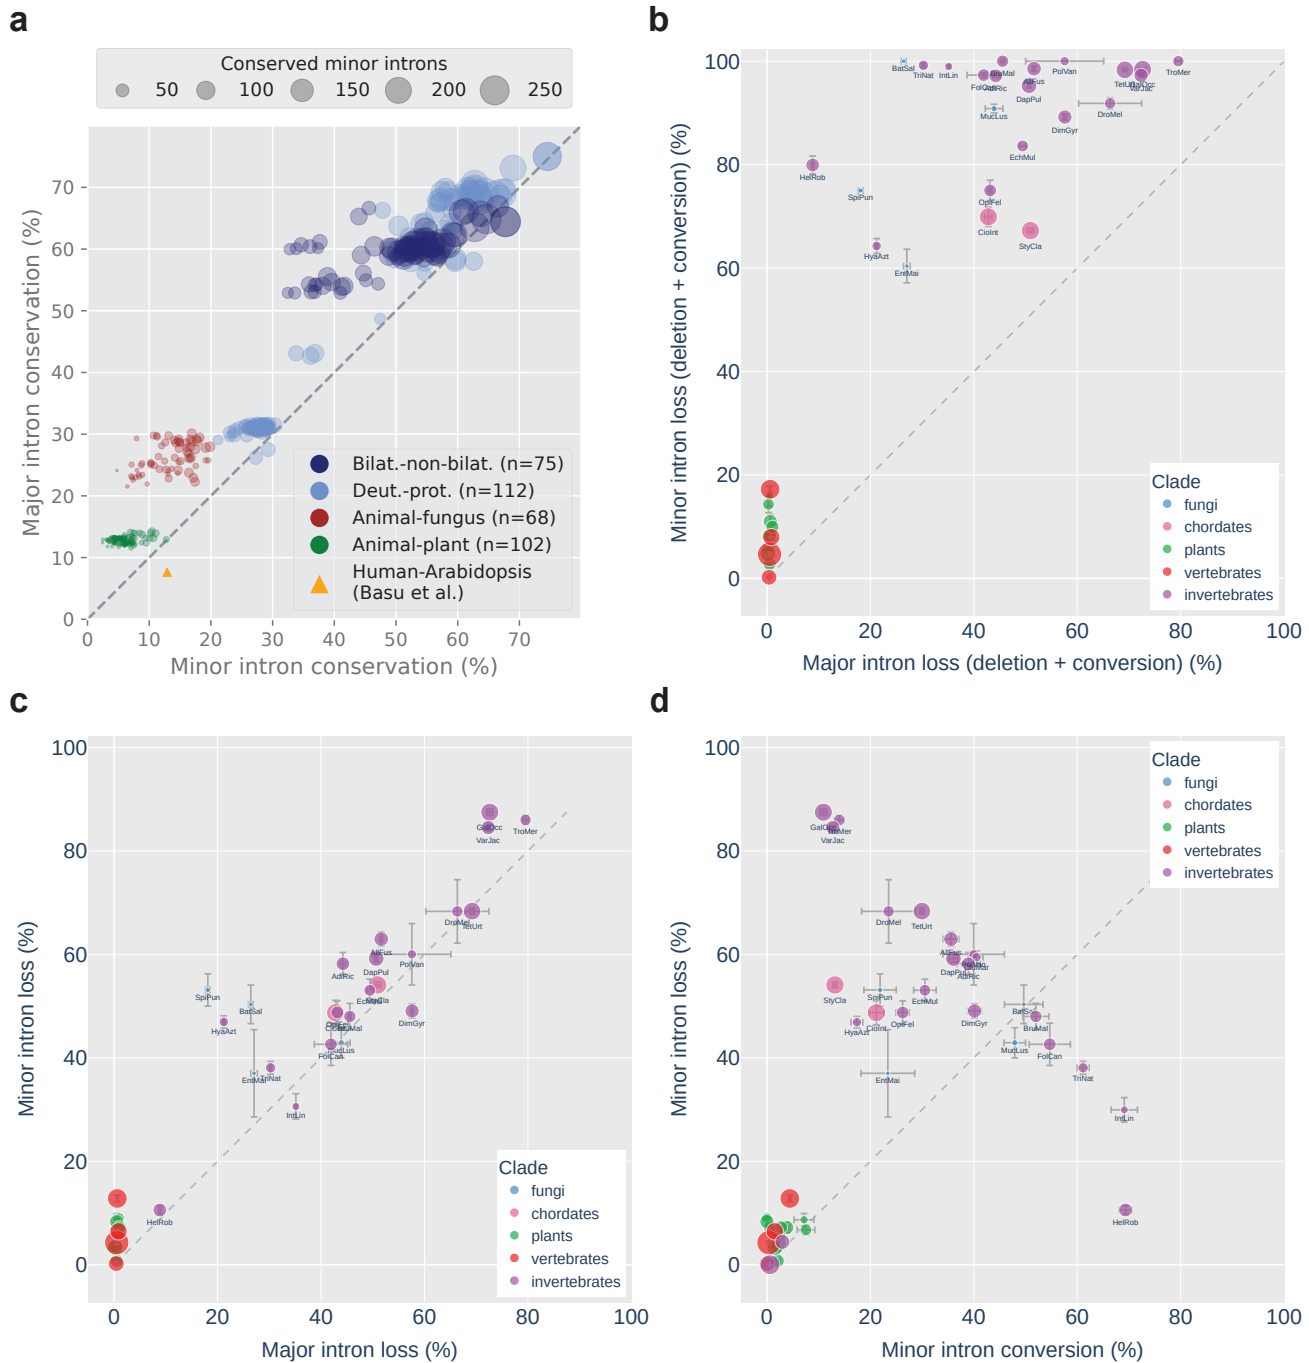 a
Conserved minor introns
50 100 150 200 250
Major intron conservation (%)
70
60
50
40
30
20
10
0
Bilat.-non-bilat. (n=75)
Deut.-prot. (n=112)
Animal-fungus (n=68)
Animal-plant (n=102)
Human-Arabidopsis
(Basu et al.)
0 10 20 30 40 50 60 70
Minor intron conservation (%)
b
Minor intron loss (deletion + conversion) (%)
100
80
60
40
20
0
BatSal
TriNat
IntLin
PolVan
TroMer
VarJac
DapPul
MucLus
DroMel
DimGyr
EchMul
HelRob
SpiPun
OpiFel
CioInt
StyCla
HyaAzt
EntMai
Clade
fungi
chordates
plants
vertebrates
invertebrates
0 20 40 60 80 100
Major intron loss (deletion + conversion) (%)
c
Minor intron loss (%)
100
80
60
40
20
0
GalOcc
TroMer
VarJac
DroMel
TetUrt
AllFus
PolVan
AdiRic
DapPul
SpiPun
StyCla
BatSal
HyaAzt
DimGyr
FolCan
EntMai
TriNat
IntLin
HelRob
Clade
fungi
chordates
plants
vertebrates
invertebrates
0 20 40 60 80 100
Major intron loss (%)
d
Minor intron loss (%)
100
80
60
40
20
0
GalOcc
VarJac
DroMel
TetUrt
AllFus
DapPul
AdiRic
StyCla
SpiPun
EchMul
BatSal
HyaAzt
CioInt
OpiFel
DimGyr
BruMal
MucLus
FolCan
EntMai
TriNat
IntLin
HelRob
Clade
fungi
chordates
plants
vertebrates
invertebrates
0 20 40 60 80 100
Minor intron conversion (%)